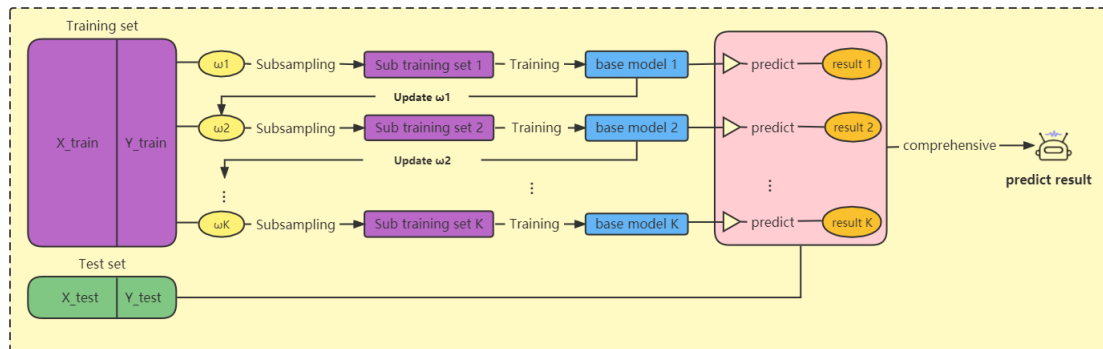 Training set
X_train
Y_train
ω1
Subsampling
Sub training set 1
Training
base model 1
predict
result 1
Update ω1
ω2
Subsampling
Sub training set 2
Training
base model 2
predict
result 2
Update ω2
comprehensive
predict result
...
...
...
ωK
Subsampling
Sub training set K
Training
base model K
predict
result K
Test set
X_test
Y_test